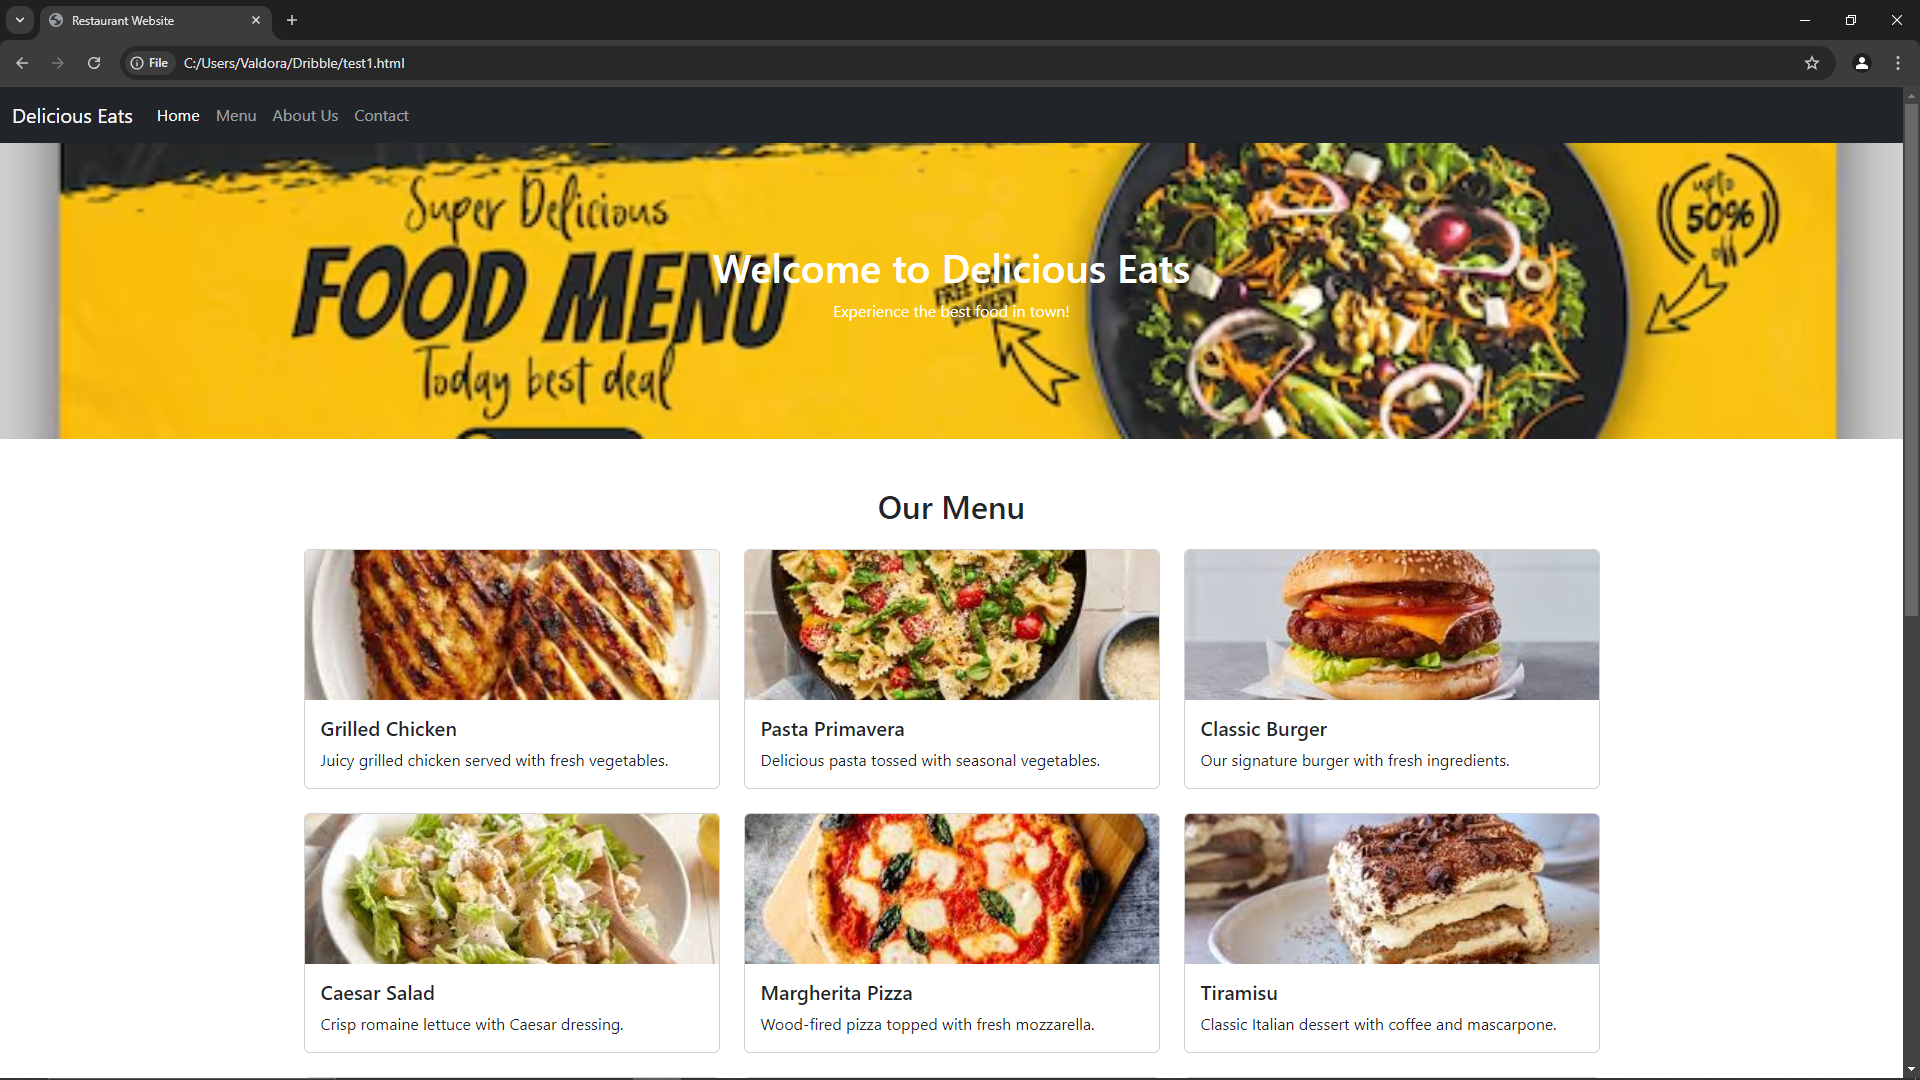 Restaurant Website
File C:/Users/Valdora/Dribble/test1.html
Delicious Eats Home Menu About Us Contact
Super Delicious
FOOD MENU
Today best deal
upto
50%
off
Welcome to Delicious Eats
Experience the best food in town!
Our Menu
Grilled Chicken
Juicy grilled chicken served with fresh vegetables.
Pasta Primavera
Delicious pasta tossed with seasonal vegetables.
Classic Burger
Our signature burger with fresh ingredients.
Caesar Salad
Crisp romaine lettuce with Caesar dressing.
Margherita Pizza
Wood-fired pizza topped with fresh mozzarella.
Tiramisu
Classic Italian dessert with coffee and mascarpone.